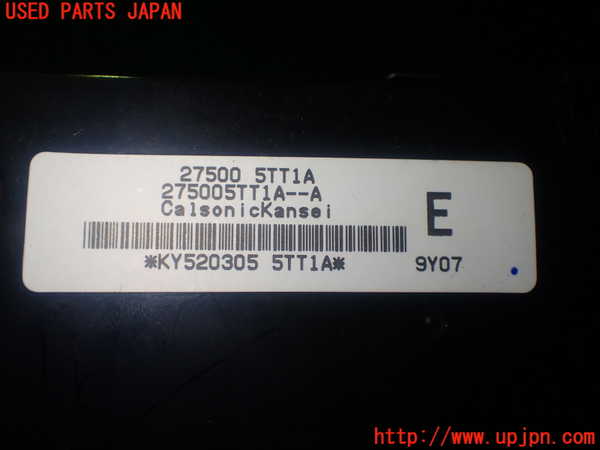 USED PARTS JAPAN
27500 5TT1A
275005TT1A--A
CalsonicKansei
E
*KY520305 5TT1A*
9Y07
http://www.upjpn.com/